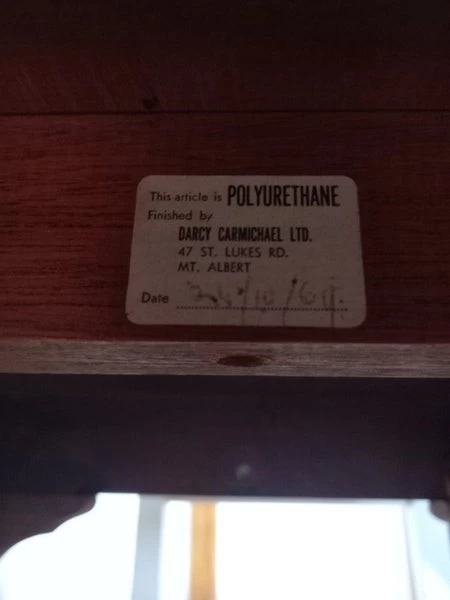 This article is POLYURETHANE
Finished by
DARCY CARMICHAEL LTD.
47 ST. LUKES RD.
MT. ALBERT
Date